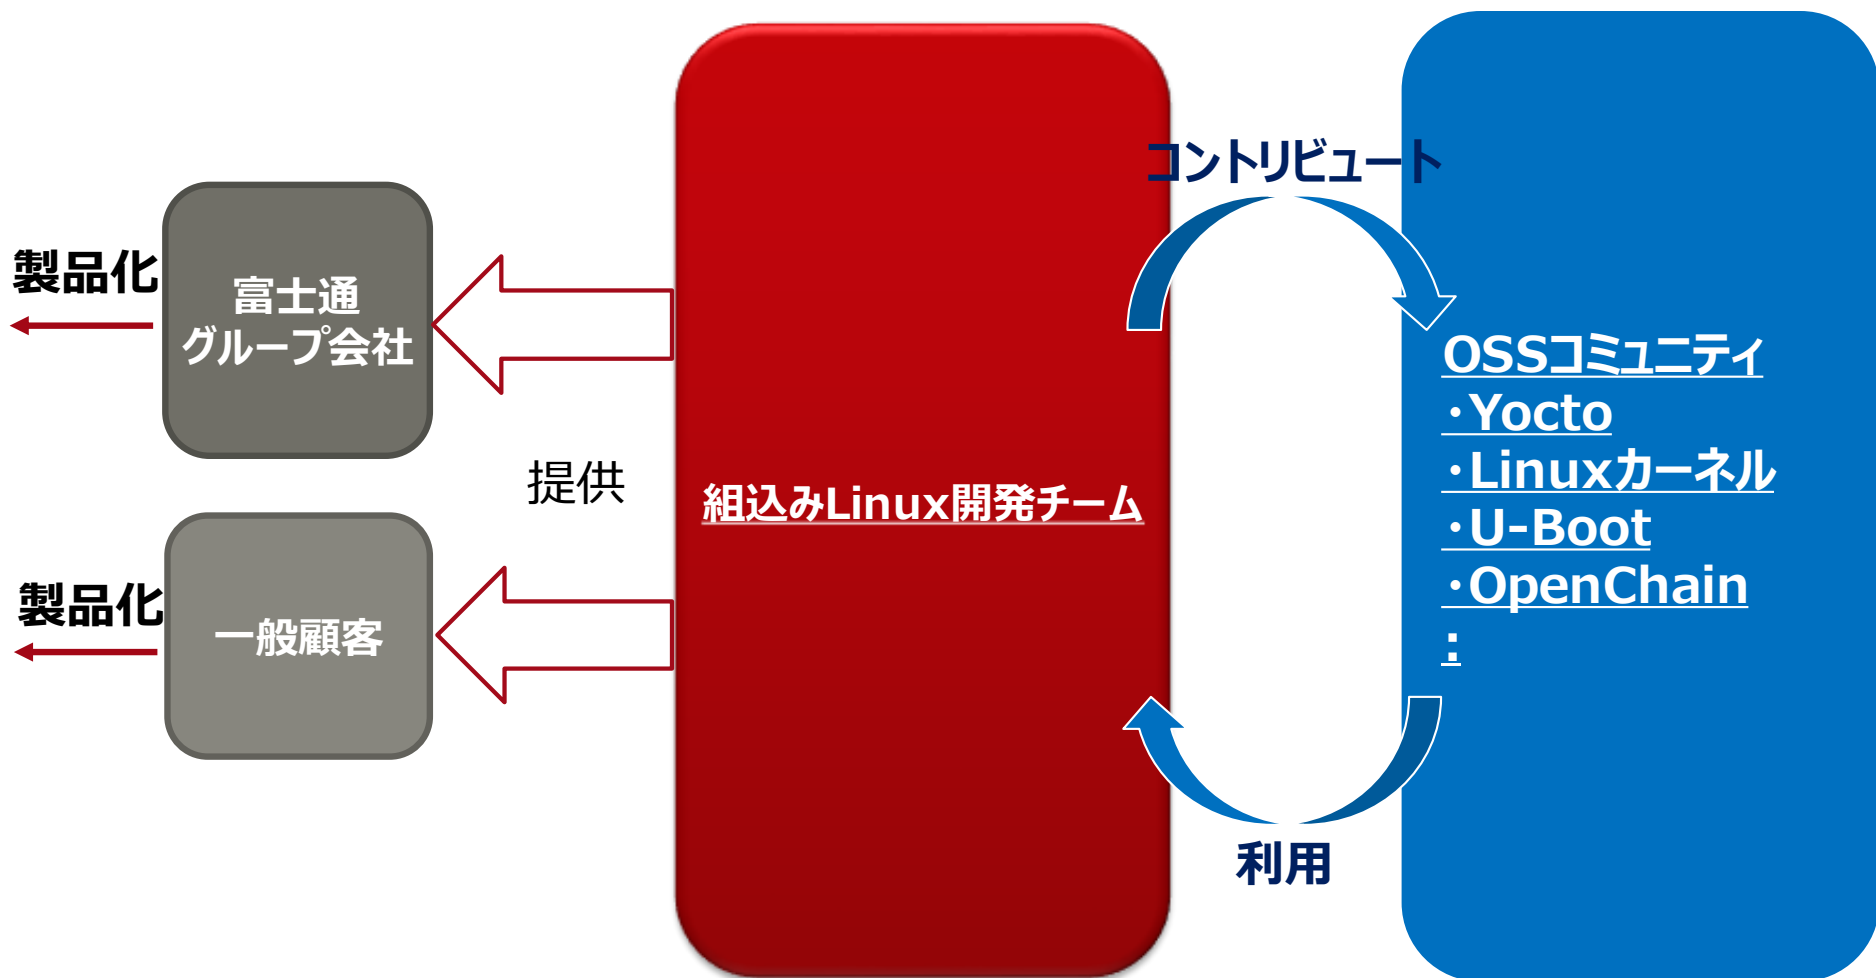 製品化
富士通
グループ会社
製品化
一般顧客
提供
組込みLinux開発チーム
コントリビュート
利用
OSSコミュニティ
・Yocto
・Linuxカーネル
・U-Boot
・OpenChain
：